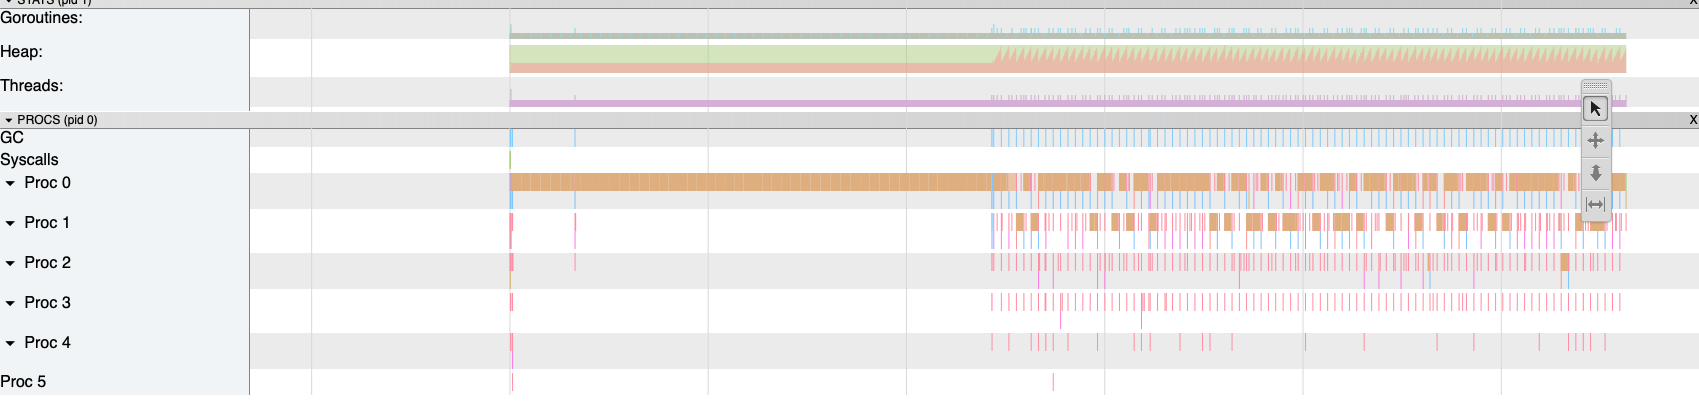 STATS (pid 1)
X
Goroutines:
Heap:
Threads:
PROCS (pid 0)
X
GC
Syscalls
Proc 0
Proc 1
Proc 2
Proc 3
Proc 4
Proc 5